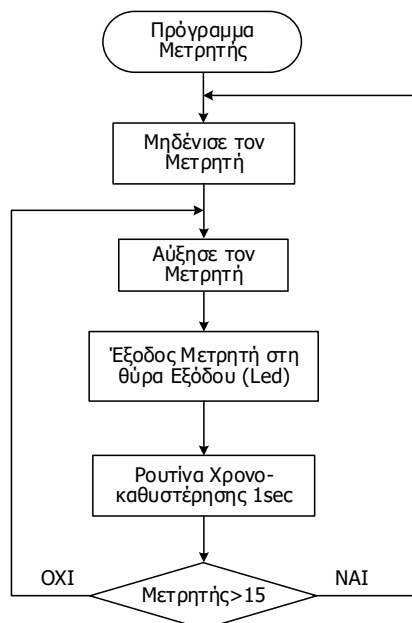 Πρόγραμμα
Μετρητής
Μηδένισε τον
Μετρητή
Αύξησε τον
Μετρητή
Έξοδος Μετρητή στη
θύρα Εξόδου (Led)
Ρουτίνα Χρονο-
καθυστέρησης 1sec
ΟΧΙ
ΝΑΙ
Μετρητής>15